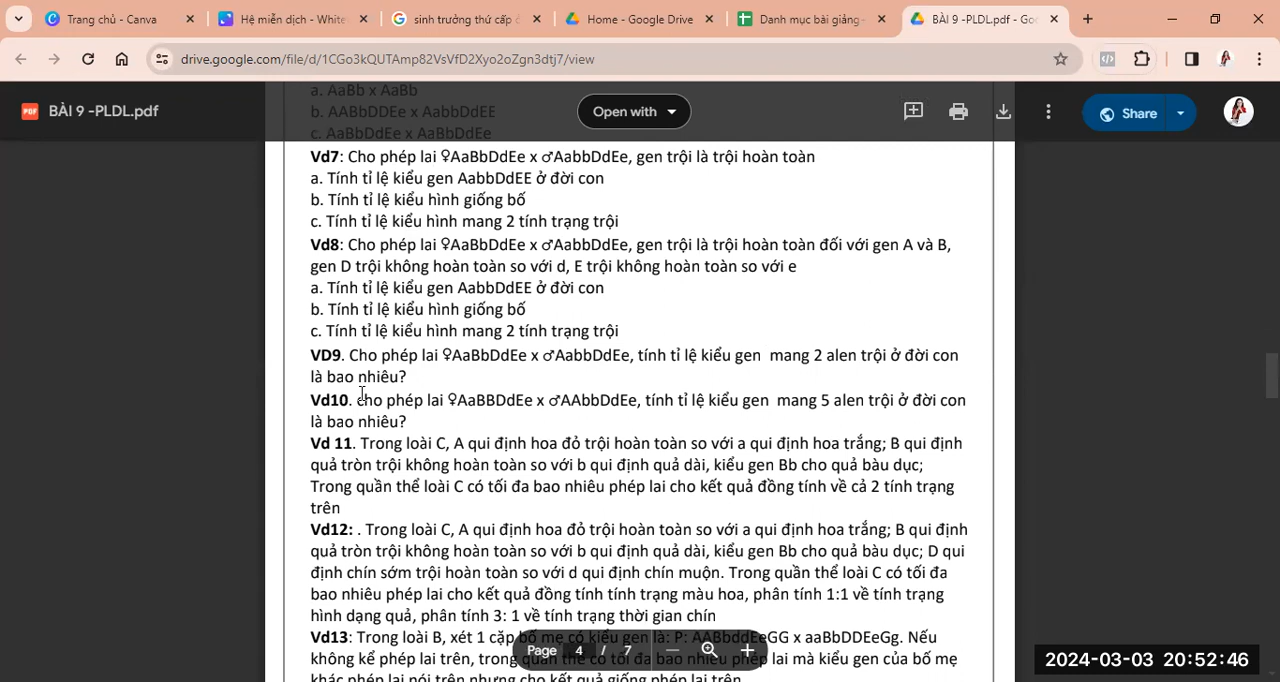 Trang chủ - Canva
Hệ miễn dịch - White
sinh trưởng thứ cấp ở
Home - Google Drive
Danh mục bài giảng-
BÀI 9 -PLDL.pdf - Goo
drive.google.com/file/d/1CGo3kQUTAmp82VsVfD2Xyo2oZgn3dtj7/view
PDF BÀI 9 -PLDL.pdf
Open with
Share
a. AaBb x AaBb
b. AABbDDEe x AabbDdEE
c. AaBbDdEe x AaBbDdEe
Vd7: Cho phép lai ♀AaBbDdEe x ♂AabbDdEe, gen trội là trội hoàn toàn
a. Tính tỉ lệ kiểu gen AabbDdEE ở đời con
b. Tính tỉ lệ kiểu hình giống bố
c. Tính tỉ lệ kiểu hình mang 2 tính trạng trội
Vd8: Cho phép lai ♀AaBbDdEe x ♂AabbDdEe, gen trội là trội hoàn toàn đối với gen A và B,
gen D trội không hoàn toàn so với d, E trội không hoàn toàn so với e
a. Tính tỉ lệ kiểu gen AabbDdEE ở đời con
b. Tính tỉ lệ kiểu hình giống bố
c. Tính tỉ lệ kiểu hình mang 2 tính trạng trội
VD9. Cho phép lai ♀AaBbDdEe x ♂AabbDdEe, tính tỉ lệ kiểu gen mang 2 alen trội ở đời con
là bao nhiêu?
Vd10. cho phép lai ♀AaBBDdEe x ♂AAbbDdEe, tính tỉ lệ kiểu gen mang 5 alen trội ở đời con
là bao nhiêu?
Vd 11. Trong loài C, A qui định hoa đỏ trội hoàn toàn so với a qui định hoa trắng; B qui định
quả tròn trội không hoàn toàn so với b qui định quả dài, kiểu gen Bb cho quả bàu dục;
Trong quần thể loài C có tối đa bao nhiêu phép lai cho kết quả đồng tính về cả 2 tính trạng
trên
Vd12: . Trong loài C, A qui định hoa đỏ trội hoàn toàn so với a qui định hoa trắng; B qui định
quả tròn trội không hoàn toàn so với b qui định quả dài, kiểu gen Bb cho quả bàu dục; D qui
định chín sớm trội hoàn toàn so với d qui định chín muộn. Trong quần thể loài C có tối đa
bao nhiêu phép lai cho kết quả đồng tính tính trạng màu hoa, phân tính 1:1 về tính trạng
hình dạng quả, phân tính 3: 1 về tính trạng thời gian chín
Vd13: Trong loài B, xét 1 cặp bố mẹ có kiểu gen là: P: AABbddEeGG x aaBbDDEeGg. Nếu
không kể phép lai trên, trong quần thể có tối đa bao nhiêu phép lai mà kiểu gen của bố mẹ
khác phép lai nói trên nhưng cho kết quả giống phép lai trên
Page 4 / 7
2024-03-03 20:52:46